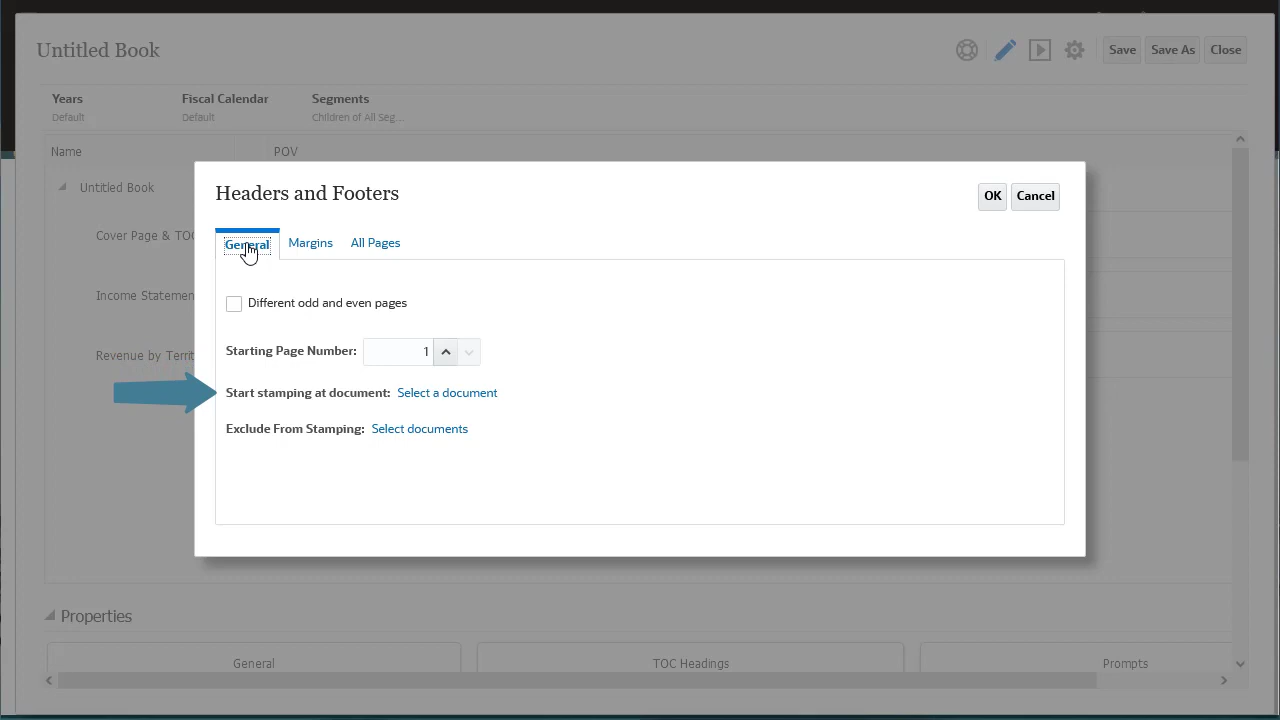 Untitled Book
Save Save As Close
Years Fiscal Calendar Segments
Default Default Children of All Seg...
Name POV
Untitled Book
Cover Page & TOC
Income Statemen
Revenue by Territ
Headers and Footers
OK Cancel
General Margins All Pages
Different odd and even pages
Starting Page Number: 1
Start stamping at document: Select a document
Exclude From Stamping: Select documents
Properties
General TOC Headings Prompts